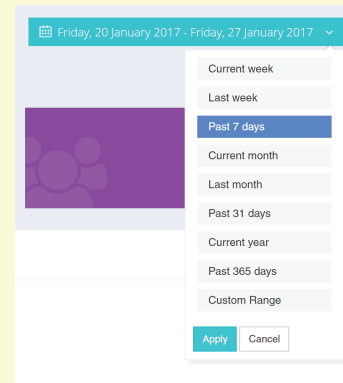 Friday, 20 January 2017 - Friday, 27 January 2017
Current week
Last week
Past 7 days
Current month
Last month
Past 31 days
Current year
Past 365 days
Custom Range
Apply Cancel